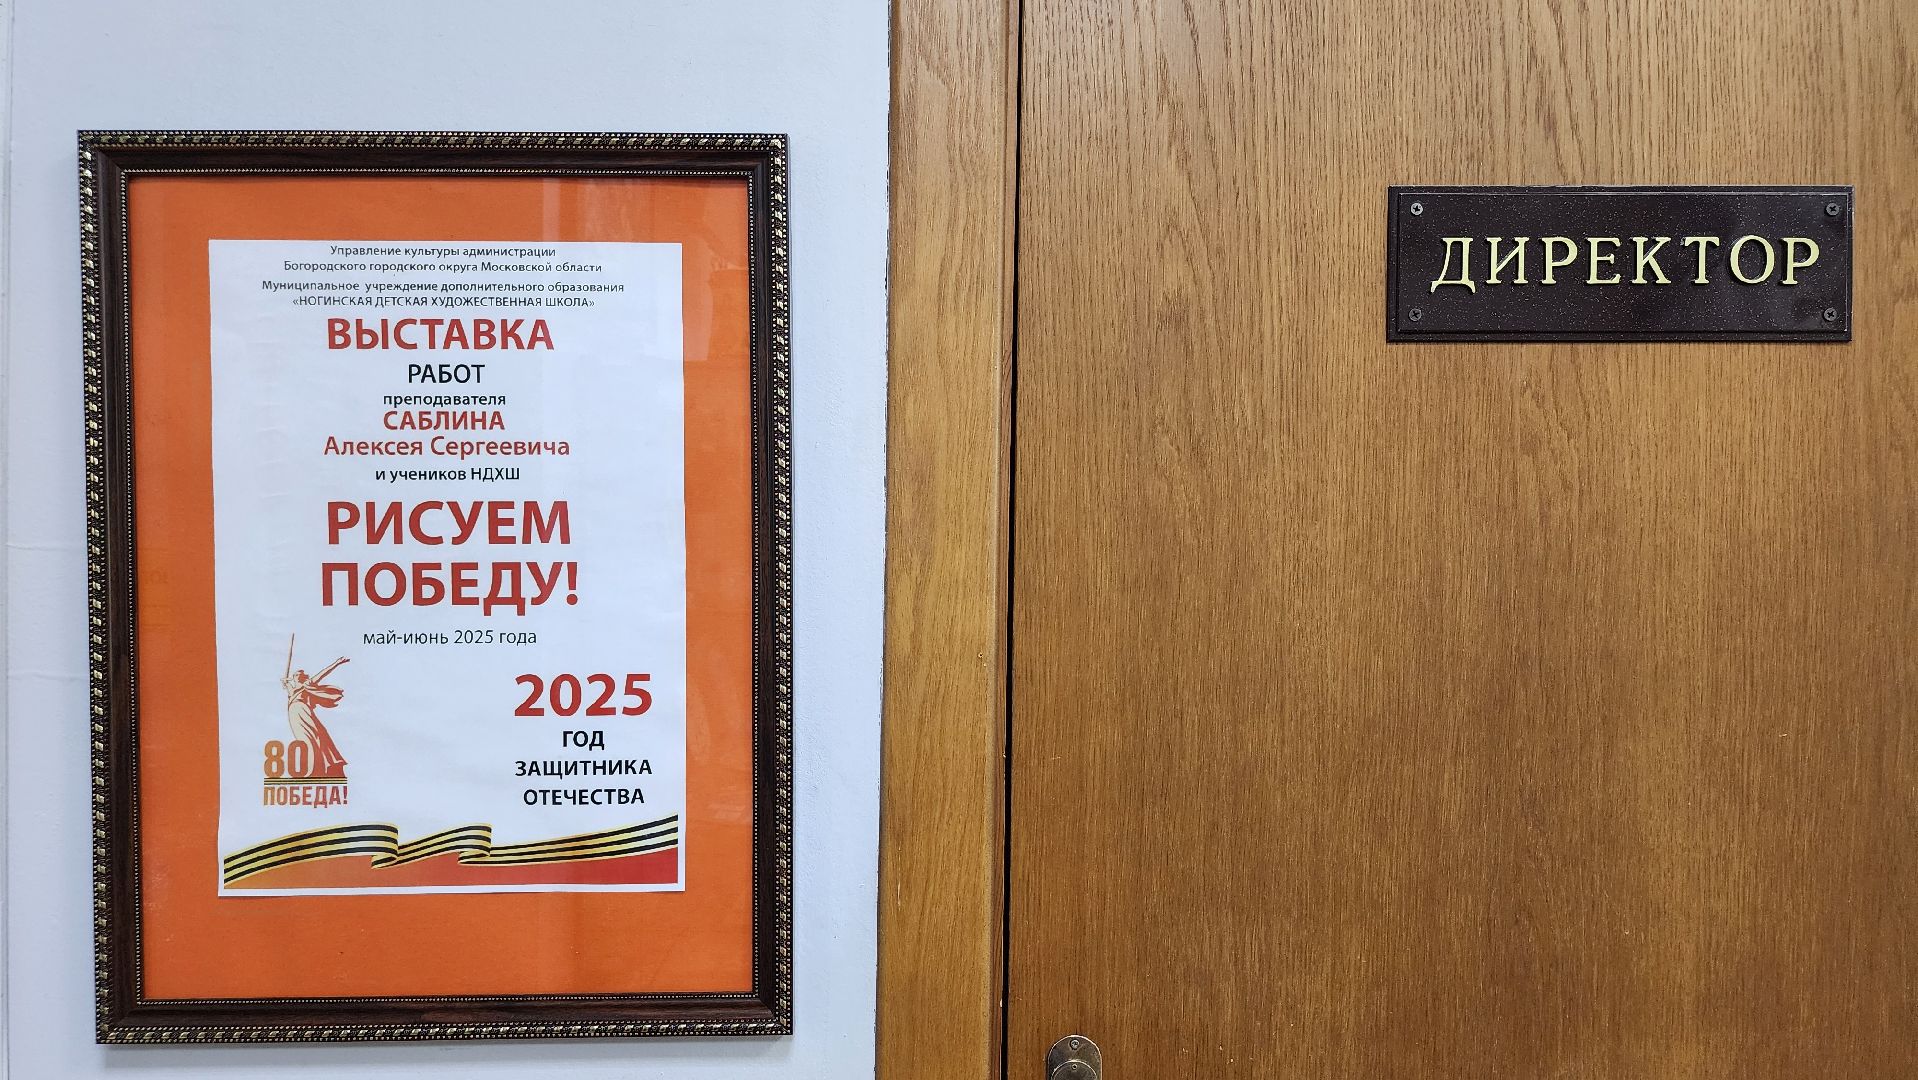 Управление культуры администрации
Богородского городского округа Московской области
Муниципальное учреждение дополнительного образования
«НОГИНСКАЯ ДЕТСКАЯ ХУДОЖЕСТВЕННАЯ ШКОЛА»
ВЫСТАВКА
РАБОТ
преподавателя
САБЛИНА
Алексея Сергеевича
и учеников НДХШ
РИСУЕМ
ПОБЕДУ!
май-июнь 2025 года
80
ПОБЕДА!
2025
ГОД
ЗАЩИТНИКА
ОТЕЧЕСТВА
ДИРЕКТОР